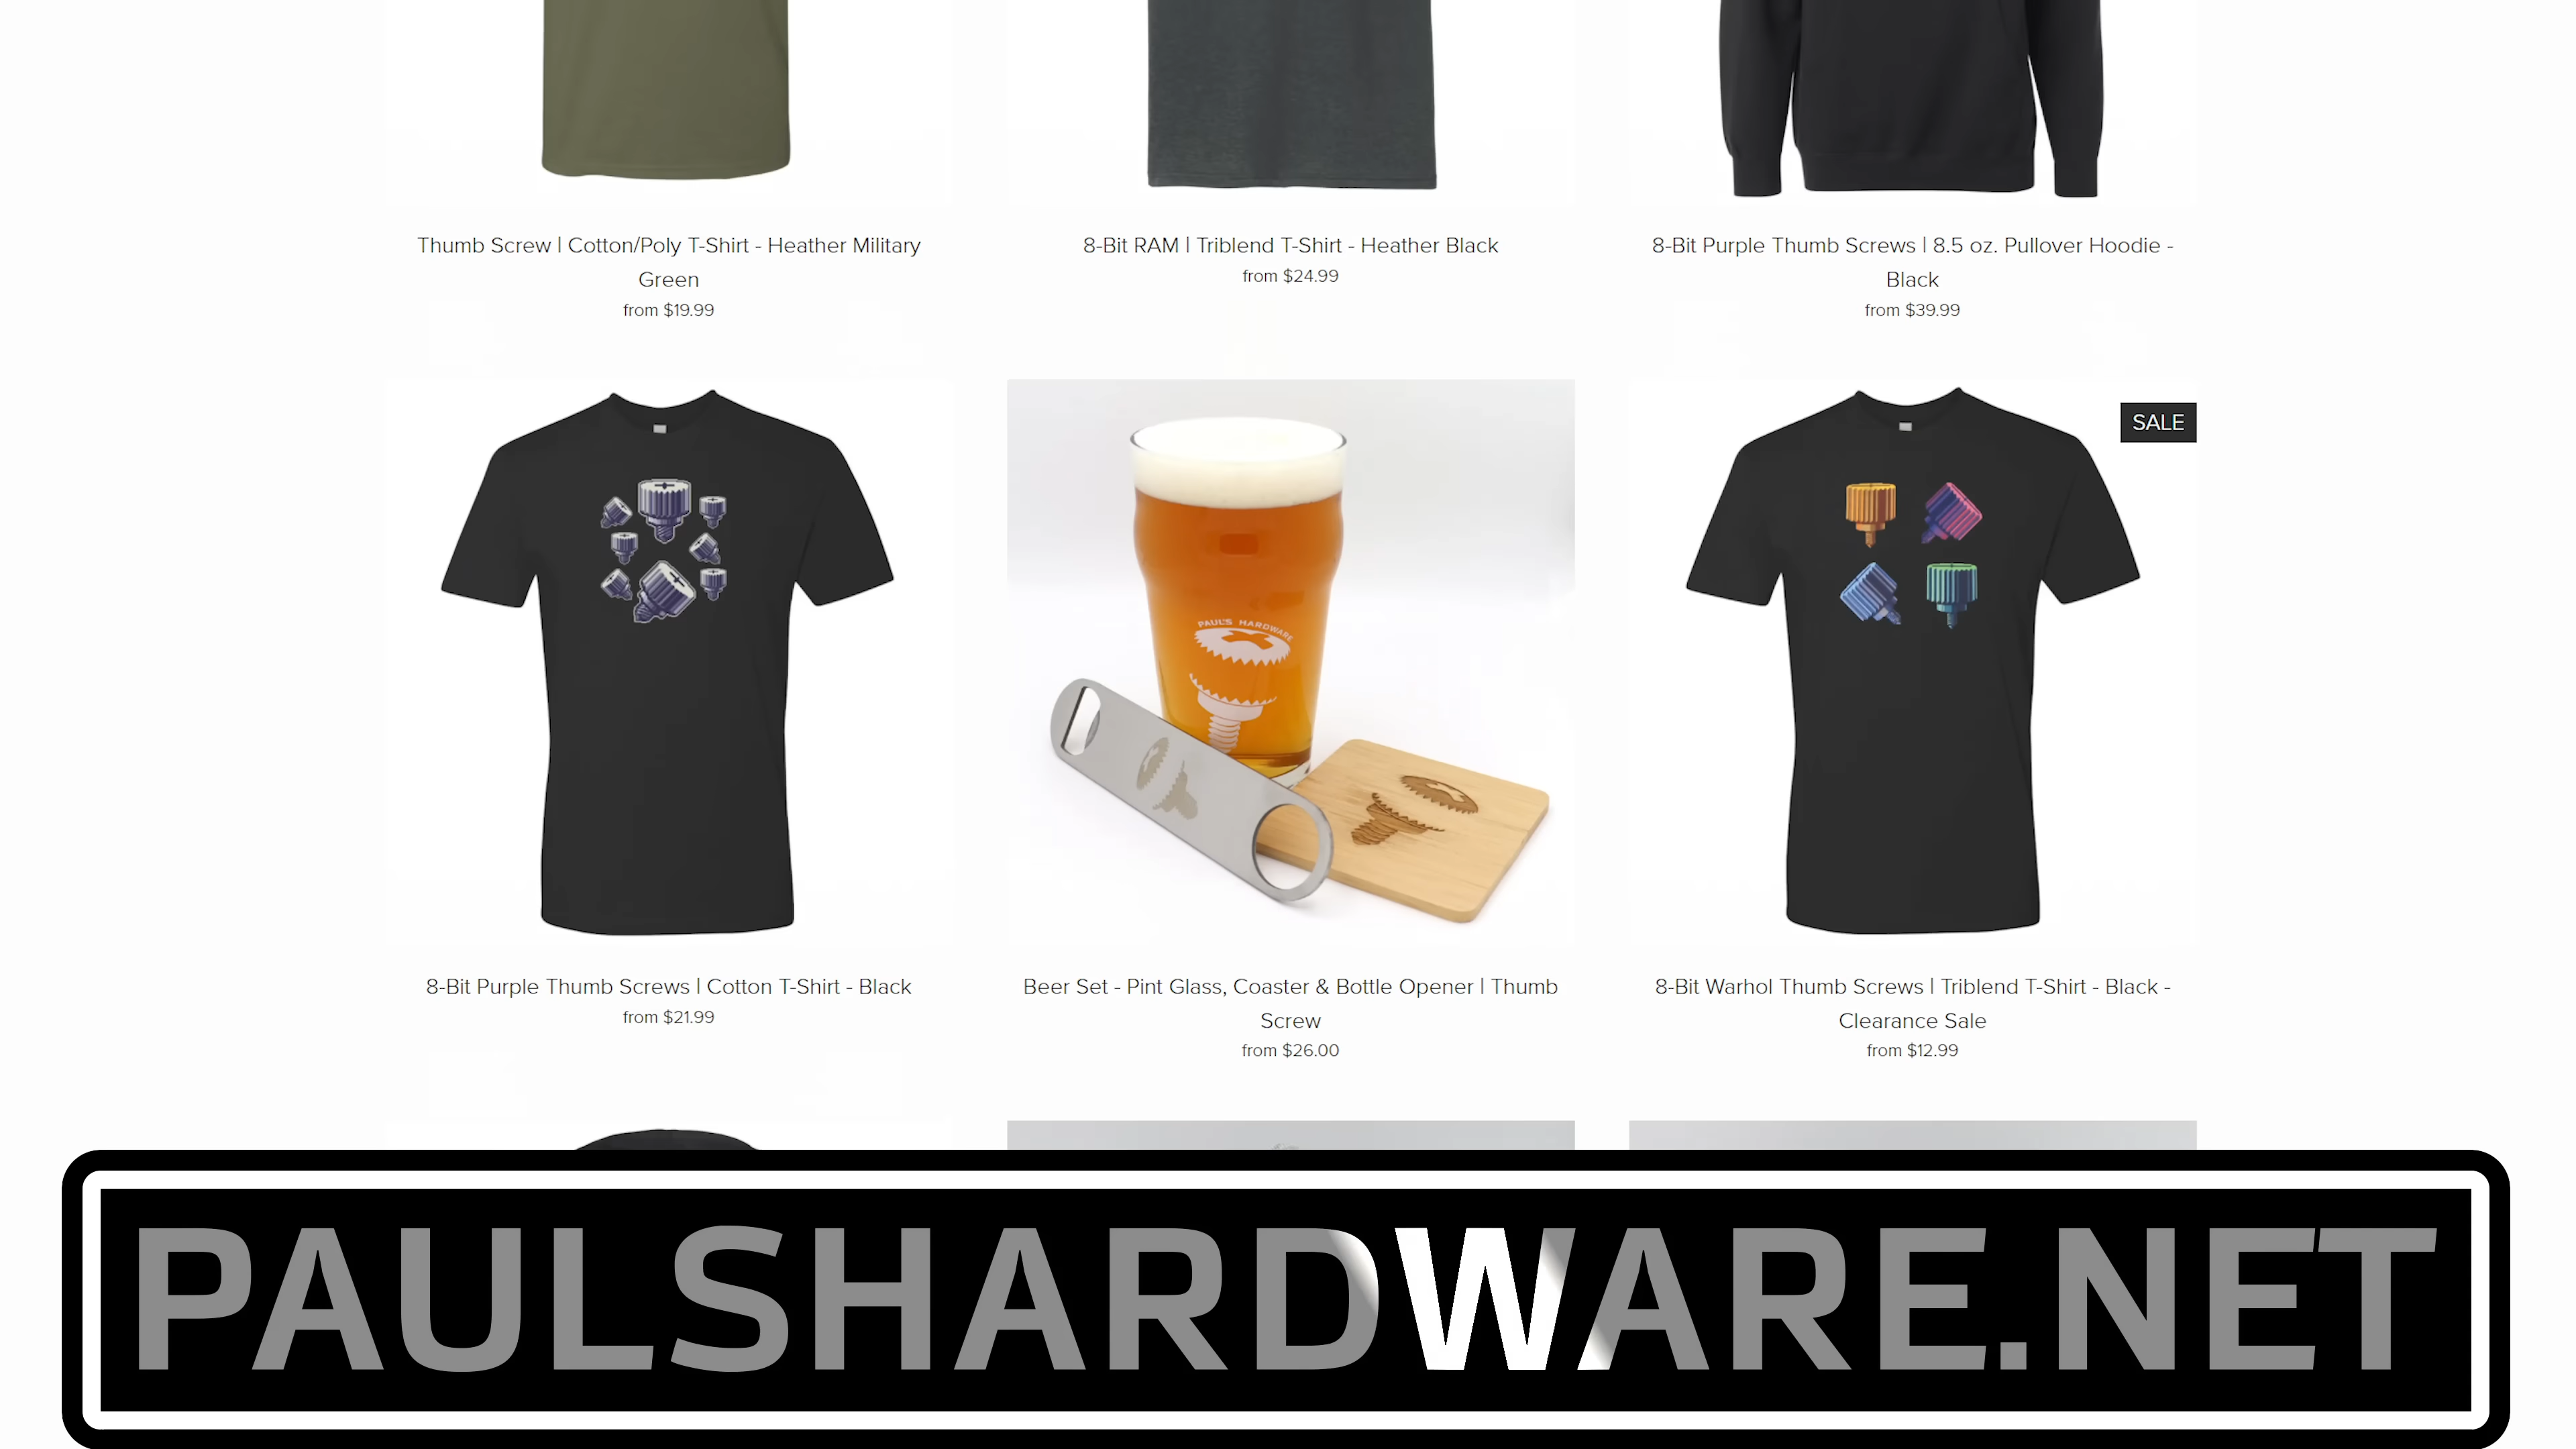 Thumb Screw | Cotton/Poly T-Shirt - Heather Military
Green
from $19.99
8-Bit RAM | Triblend T-Shirt - Heather Black
from $24.99
8-Bit Purple Thumb Screws | 8.5 oz. Pullover Hoodie -
Black
from $39.99
SALE
PAUL'S HARDWARE
8-Bit Purple Thumb Screws | Cotton T-Shirt - Black
from $21.99
Beer Set - Pint Glass, Coaster & Bottle Opener | Thumb
Screw
from $26.00
8-Bit Warhol Thumb Screws | Triblend T-Shirt - Black -
Clearance Sale
from $12.99
PAULSHARDWARE.NET